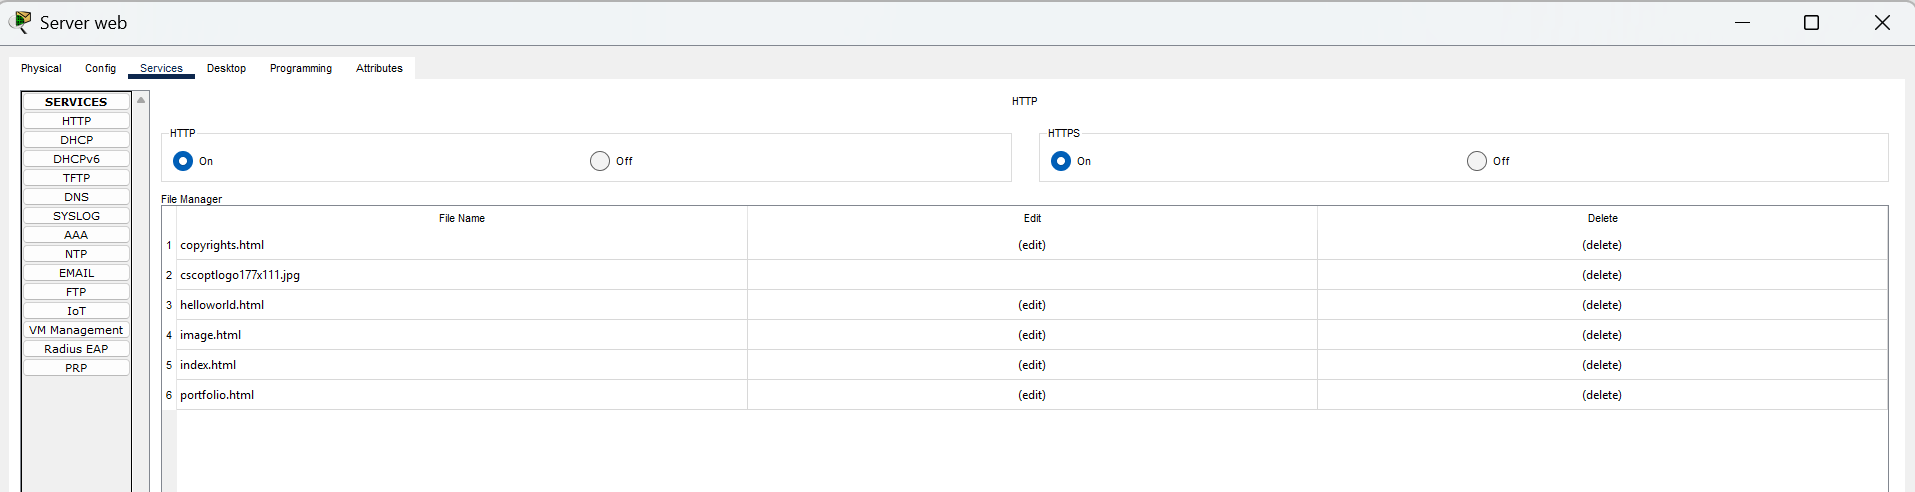 Server web
Physical Config Services Desktop Programming Attributes
SERVICES
HTTP
DHCP
DHCPv6
TFTP
DNS
SYSLOG
AAA
NTP
EMAIL
FTP
IoT
VM Management
Radius EAP
PRP
HTTP
HTTP
On Off
HTTPS
On Off
File Manager
File Name Edit Delete
1 copyrights.html (edit) (delete)
2 cscoptlogo177x111.jpg (delete)
3 helloworld.html (edit) (delete)
4 image.html (edit) (delete)
5 index.html (edit) (delete)
6 portfolio.html (edit) (delete)